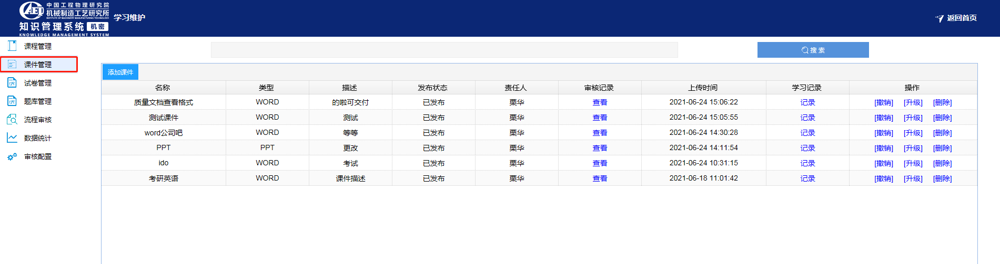 中国工程物理研究院
机械制造工艺研究所
INSTITUTE OF MACHINERY MANUFACTURING TECHNOLOGY
知识管理系统 机密
KNOWLEDGE MANAGEMENT SYSTEM
学习维护
返回首页
课程管理
课件管理
试卷管理
题库管理
流程审核
数据统计
审核配置
搜 索
添加课件
名称 类型 描述 发布状态 责任人 审核记录 上传时间 学习记录 操作
质量文档查看格式 WORD 的啦可交付 已发布 栗华 查看 2021-06-24 15:06:22 记录 [撤销] [升级] [删除]
测试课件 WORD 测试 已发布 栗华 查看 2021-06-24 15:05:55 记录 [撤销] [升级] [删除]
word公司吧 WORD 等等 已发布 栗华 查看 2021-06-24 14:30:28 记录 [撤销] [升级] [删除]
PPT PPT 更改 已发布 栗华 查看 2021-06-24 14:11:54 记录 [撤销] [升级] [删除]
ido WORD 考试 已发布 栗华 查看 2021-06-24 10:31:15 记录 [撤销] [升级] [删除]
考研英语 WORD 课件描述 已发布 栗华 查看 2021-06-18 11:01:42 记录 [撤销] [升级] [删除]